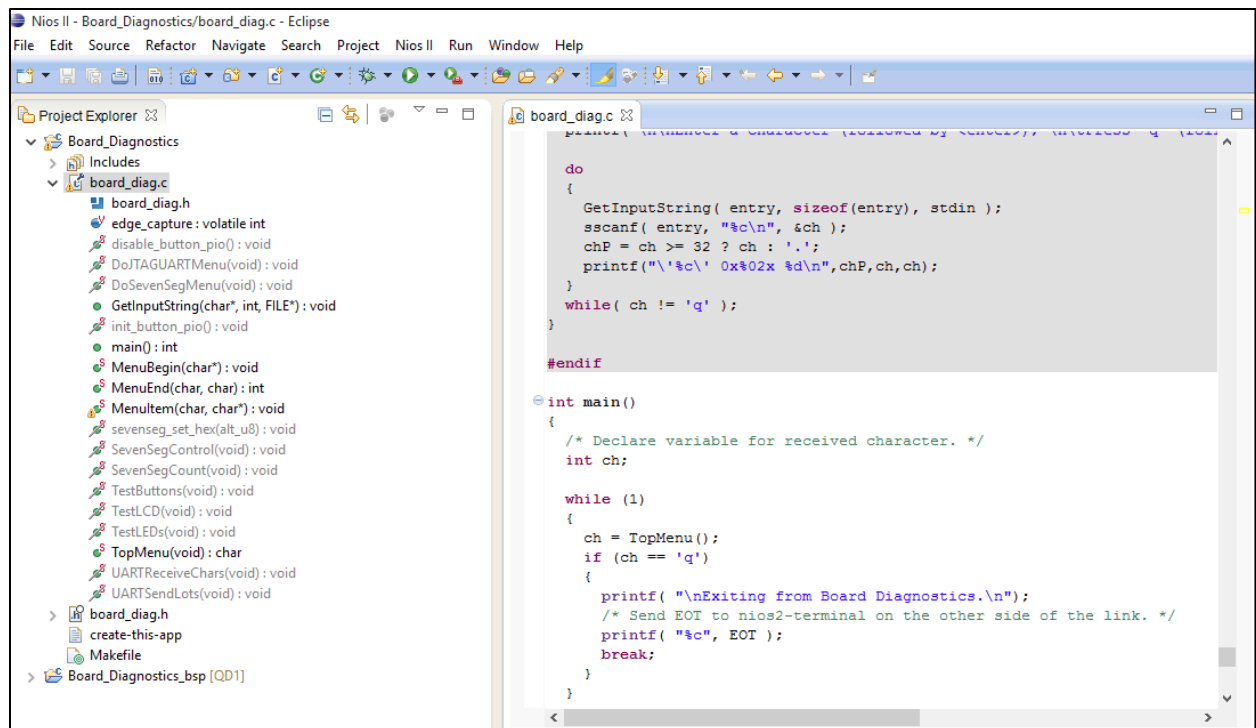 Nios II - Board_Diagnostics/board_diag.c - Eclipse
File Edit Source Refactor Navigate Search Project Nios II Run Window Help
Project Explorer
Board_Diagnostics
Includes
board_diag.c
board_diag.h
edge_capture : volatile int
disable_button_pio() : void
DoJTAGUARTMenu(void) : void
DoSevenSegMenu(void) : void
GetInputString(char*, int, FILE*) : void
init_button_pio() : void
main() : int
MenuBegin(char*) : void
MenuEnd(char, char) : int
MenuItem(char, char*) : void
sevenseg_set_hex(alt_u8) : void
SevenSegControl(void) : void
SevenSegCount(void) : void
TestButtons(void) : void
TestLCD(void) : void
TestLEDs(void) : void
TopMenu(void) : char
UARTReceiveChars(void) : void
UARTSendLots(void) : void
board_diag.h
create-this-app
Makefile
Board_Diagnostics_bsp [QD1]
board_diag.c
do
{
GetInputString( entry, sizeof(entry), stdin );
sscanf( entry, "%c\n", &ch );
chP = ch >= 32 ? ch : '.';
printf("\'%c\' 0x%02x %d\n",chP,ch,ch);
}
while( ch != 'q' );
}
#endif
int main()
{
/* Declare variable for received character. */
int ch;
while (1)
{
ch = TopMenu();
if (ch == 'q')
{
printf( "\nExiting from Board Diagnostics.\n");
/* Send EOT to nios2-terminal on the other side of the link. */
printf( "%c", EOT );
break;
}
}